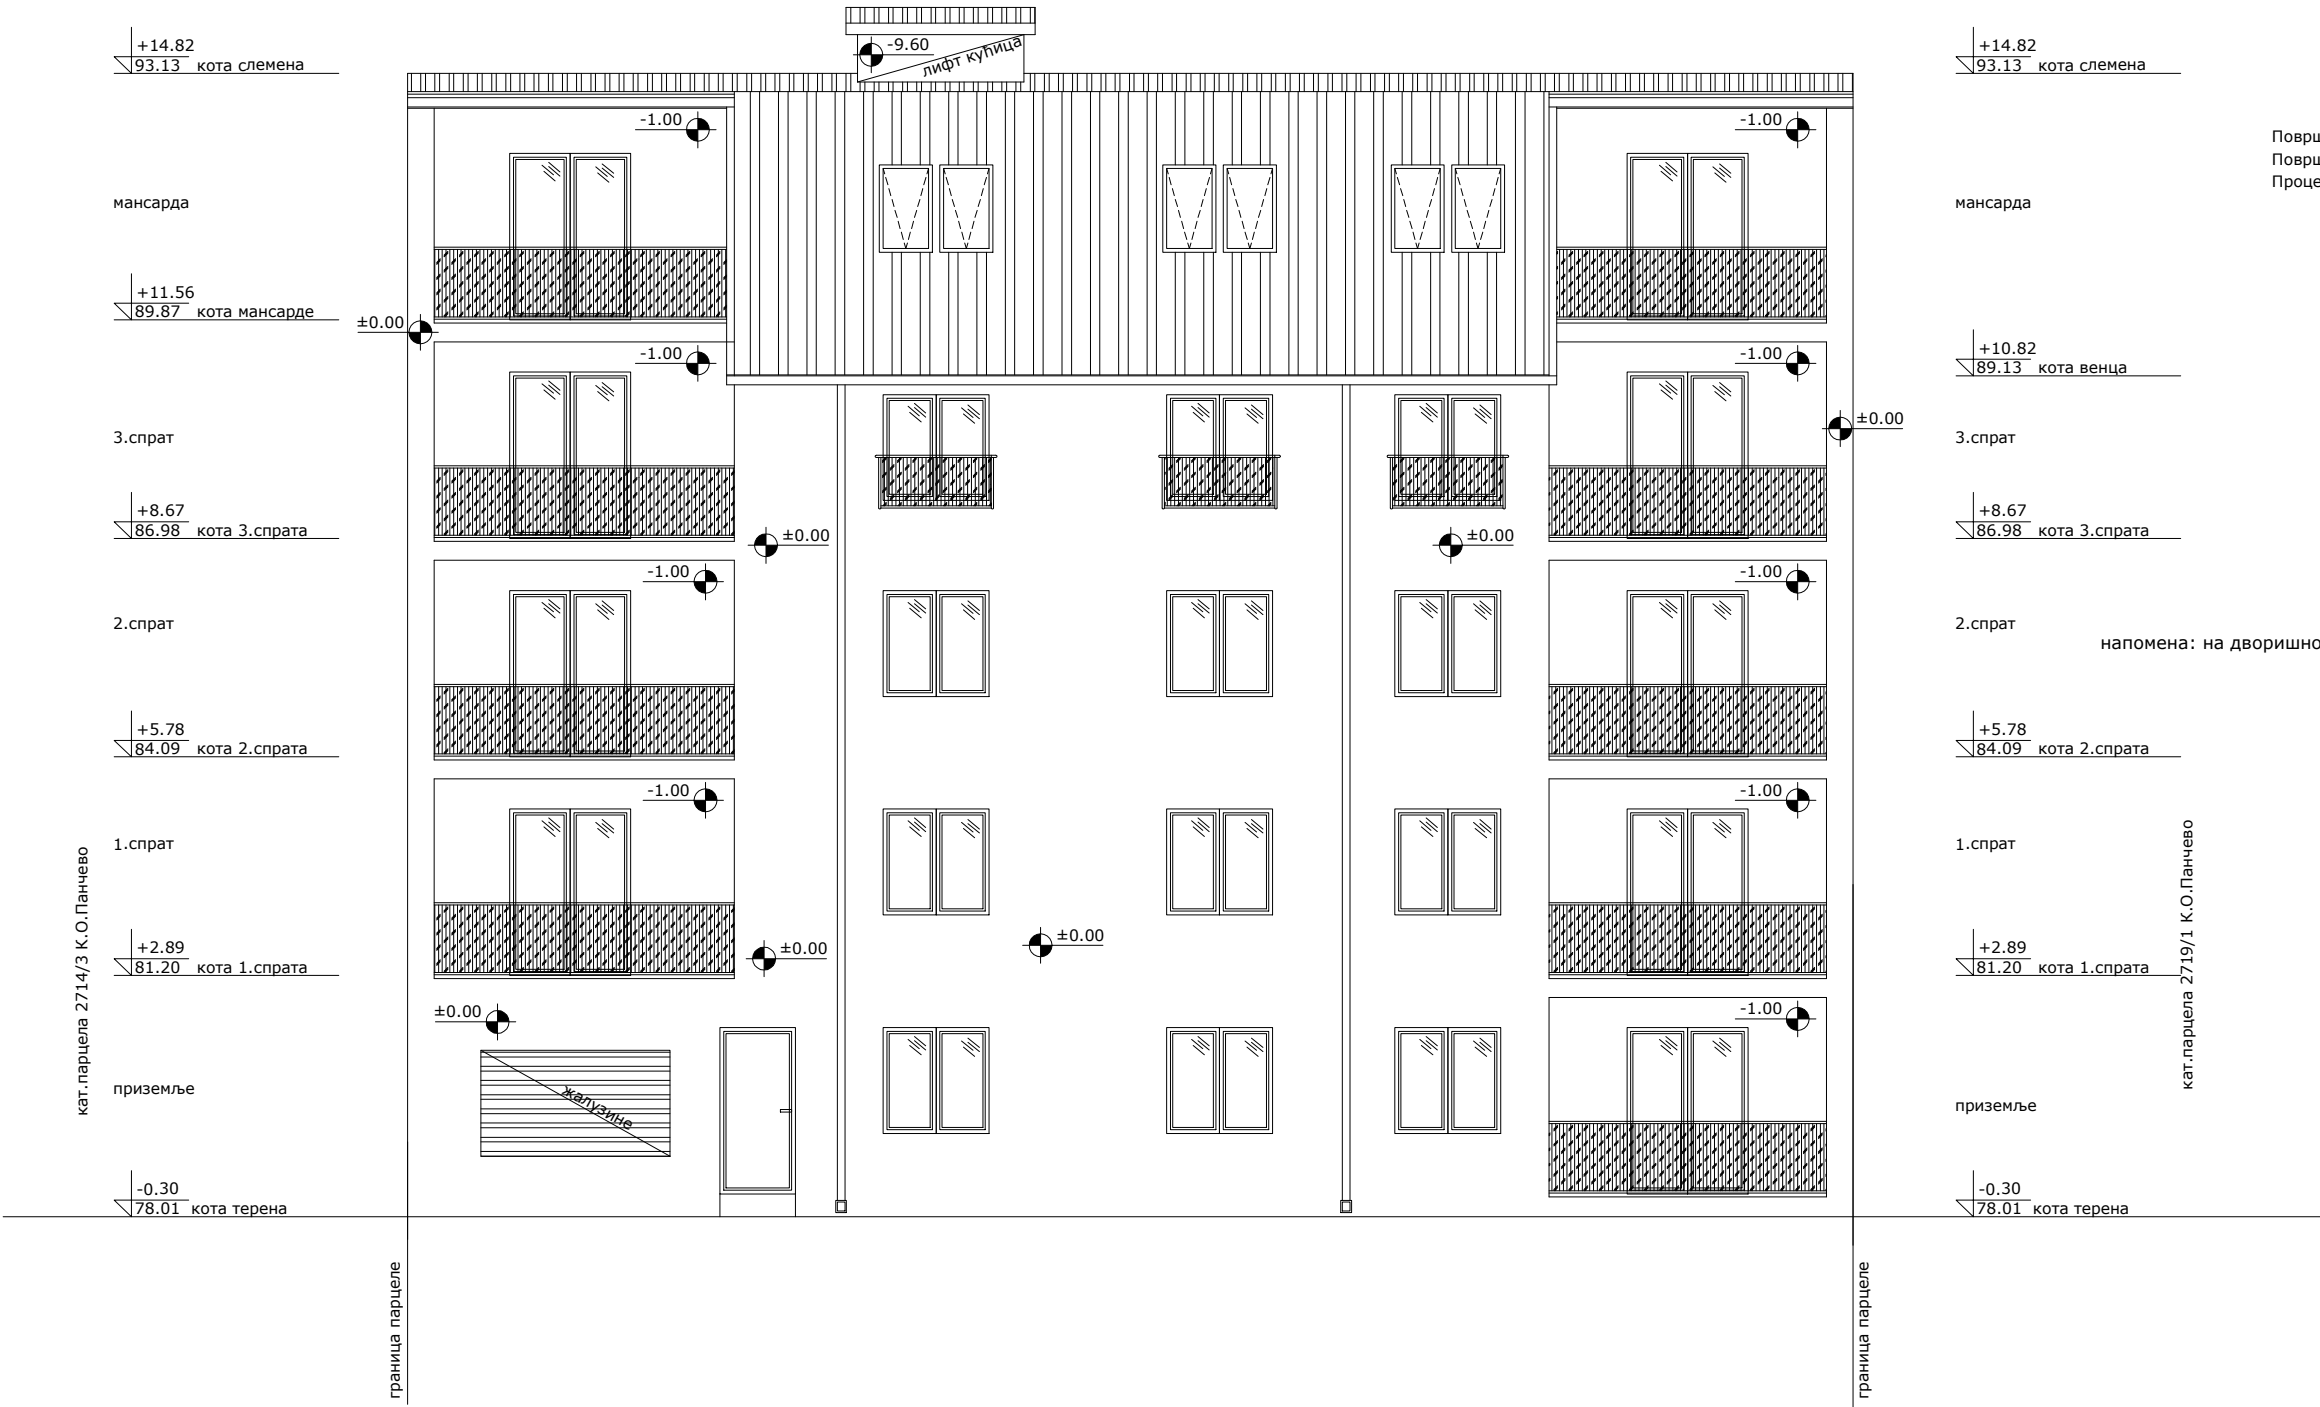 -9.60
лифт кућица
+14.82
93.13 кота слемена
+14.82
93.13 кота слемена
-1.00
-1.00
мансарда
мансарда
+11.56
89.87 кота мансарде
±0.00
-1.00
-1.00
+10.82
89.13 кота венца
±0.00
3.спрат
3.спрат
+8.67
86.98 кота 3.спрата
±0.00
±0.00
+8.67
86.98 кота 3.спрата
-1.00
-1.00
2.спрат
2.спрат
напомена: на дворишно
+5.78
84.09 кота 2.спрата
+5.78
84.09 кота 2.спрата
-1.00
-1.00
1.спрат
1.спрат
+2.89
81.20 кота 1.спрата
±0.00
±0.00
+2.89
81.20 кота 1.спрата
кат.парцела 2714/3 К.О.Панчево
кат.парцела 2719/1 К.О.Панчево
±0.00
-1.00
жалузине
приземље
приземље
-0.30
78.01 кота терена
-0.30
78.01 кота терена
граница парцеле
граница парцеле
Површ
Површ
Проце